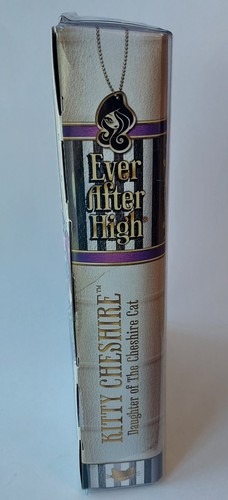 Ever
After
High®
KITTY CHESHIRE™
Daughter of The Cheshire Cat